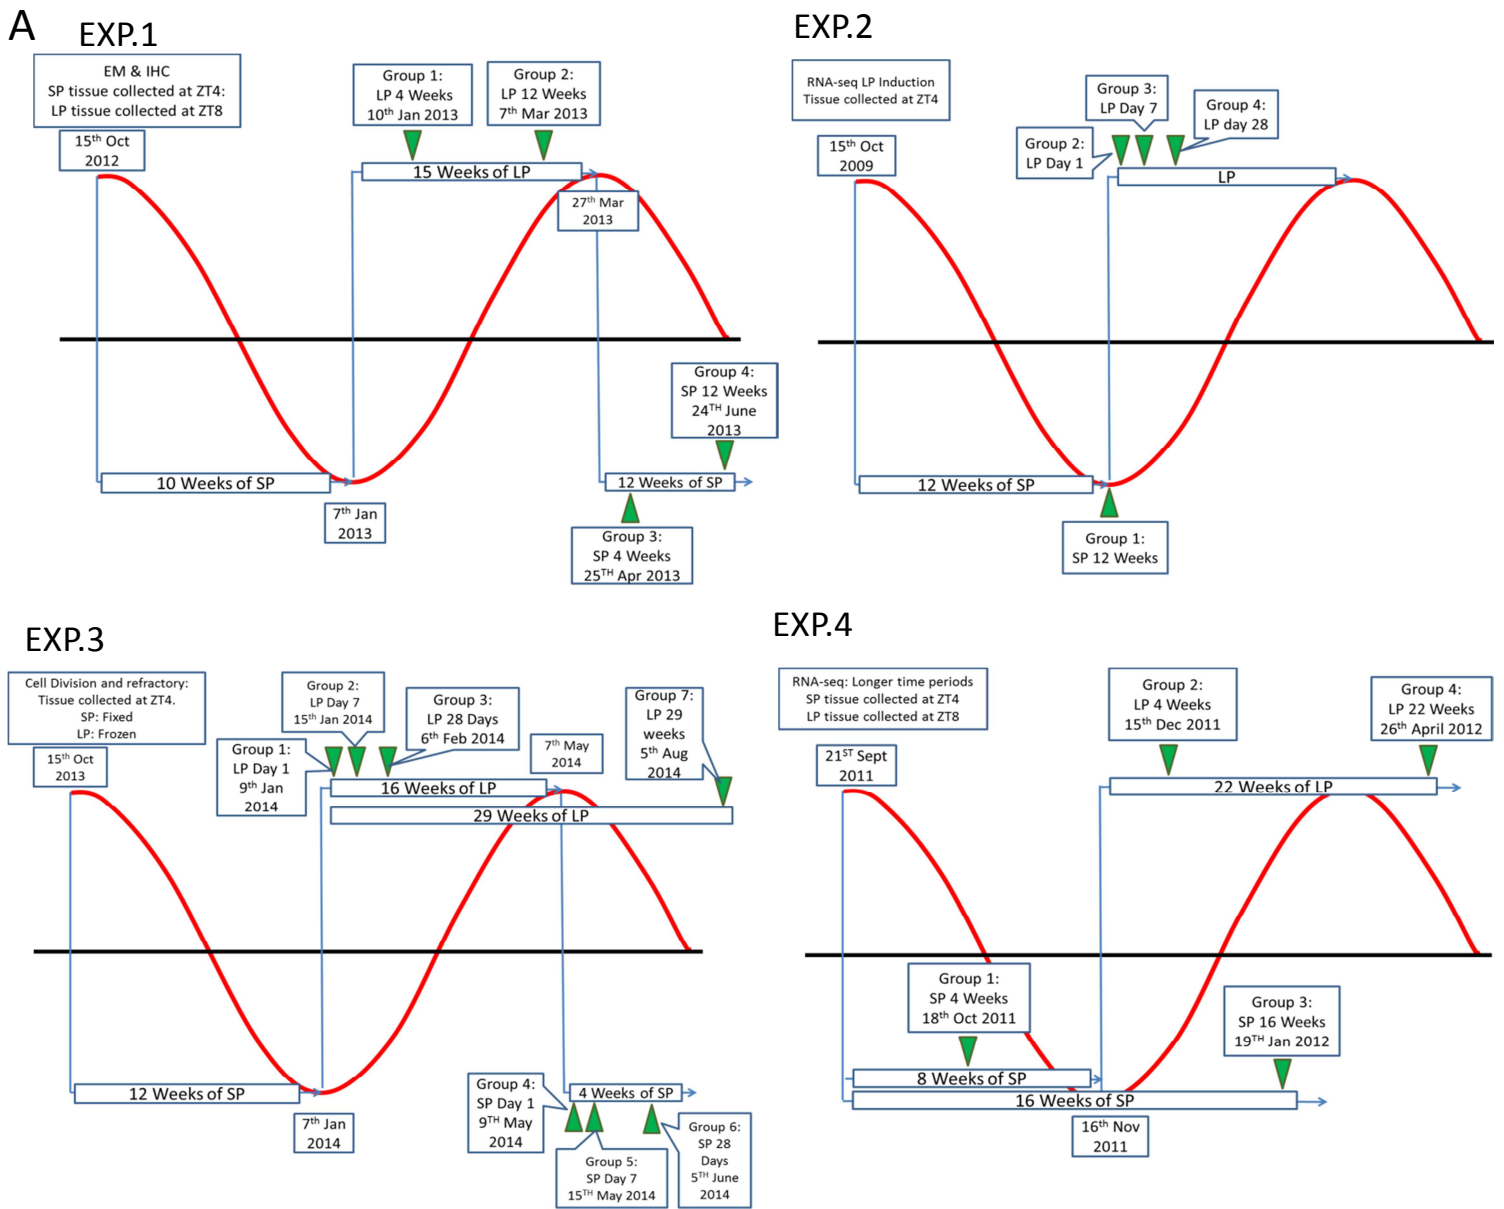 A
EXP.1
EM & IHC
SP tissue collected at ZT4:
LP tissue collected at ZT8
15th Oct
2012
Group 1:
LP 4 Weeks
10th Jan 2013
Group 2:
LP 12 Weeks
7th Mar 2013
15 Weeks of LP
27th Mar
2013
Group 4:
SP 12 Weeks
24TH June
2013
10 Weeks of SP
12 Weeks of SP
7th Jan
2013
Group 3:
SP 4 Weeks
25TH Apr 2013
EXP.2
RNA-seq LP Induction
Tissue collected at ZT4
15th Oct
2009
Group 2:
LP Day 1
Group 3:
LP Day 7
Group 4:
LP day 28
LP
12 Weeks of SP
Group 1:
SP 12 Weeks
EXP.3
Cell Division and refractory:
Tissue collected at ZT4.
SP: Fixed
LP: Frozen
15th Oct
2013
Group 1:
LP Day 1
9th Jan
2014
Group 2:
LP Day 7
15th Jan 2014
Group 3:
LP 28 Days
6th Feb 2014
7th May
2014
Group 7:
LP 29
weeks
5th Aug
2014
16 Weeks of LP
29 Weeks of LP
12 Weeks of SP
4 Weeks of SP
7th Jan
2014
Group 4:
SP Day 1
9TH May
2014
Group 5:
SP Day 7
15TH May 2014
Group 6:
SP 28
Days
5TH June
2014
EXP.4
RNA-seq: Longer time periods
SP tissue collected at ZT4
LP tissue collected at ZT8
21ST Sept
2011
Group 2:
LP 4 Weeks
15th Dec 2011
Group 4:
LP 22 Weeks
26th April 2012
22 Weeks of LP
Group 1:
SP 4 Weeks
18th Oct 2011
Group 3:
SP 16 Weeks
19TH Jan 2012
8 Weeks of SP
16 Weeks of SP
16th Nov
2011